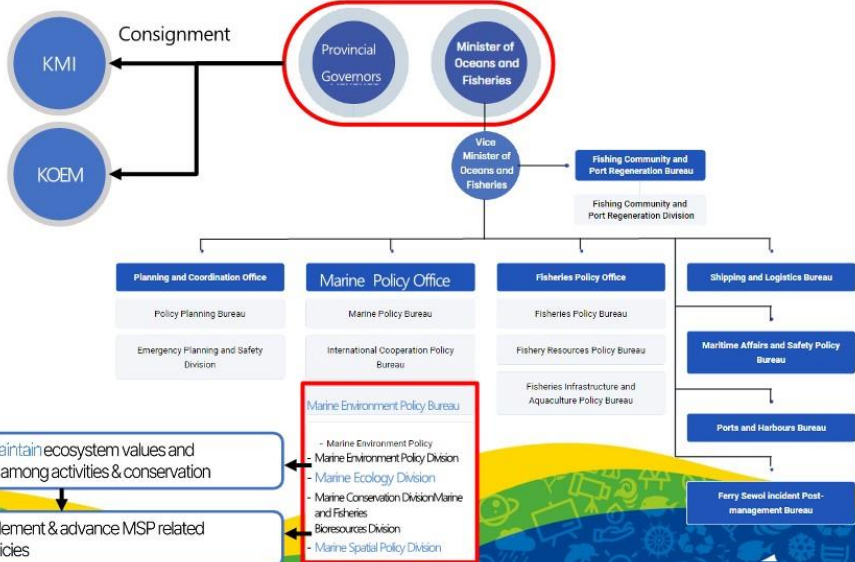 Consignment
KMI
KOEM
Provincial
Governors
Minister of
Oceans and
Fisheries
Vice
Minister of
Oceans and
Fisheries
Fishing Community and
Port Regeneration Bureau
Fishing Community and
Port Regeneration Division
Planning and Coordination Office
Policy Planning Bureau
Emergency Planning and Safety
Division
Marine Policy Office
Marine Policy Bureau
International Cooperation Policy
Bureau
Marine Environment Policy Bureau
- Marine Environment Policy
- Marine Environment Policy Division
- Marine Ecology Division
- Marine Conservation DivisionMarine
and Fisheries
Bioresources Division
- Marine Spatial Policy Division
Fisheries Policy Office
Fisheries Policy Bureau
Fishery Resources Policy Bureau
Fisheries Infrastructure and
Aquaculture Policy Bureau
Shipping and Logistics Bureau
Maritime Affairs and Safety Policy
Bureau
Ports and Harbours Bureau
Ferry Sewol incident Post-
management Bureau
aintain ecosystem values and
among activities & conservation
lement & advance MSP related
icies